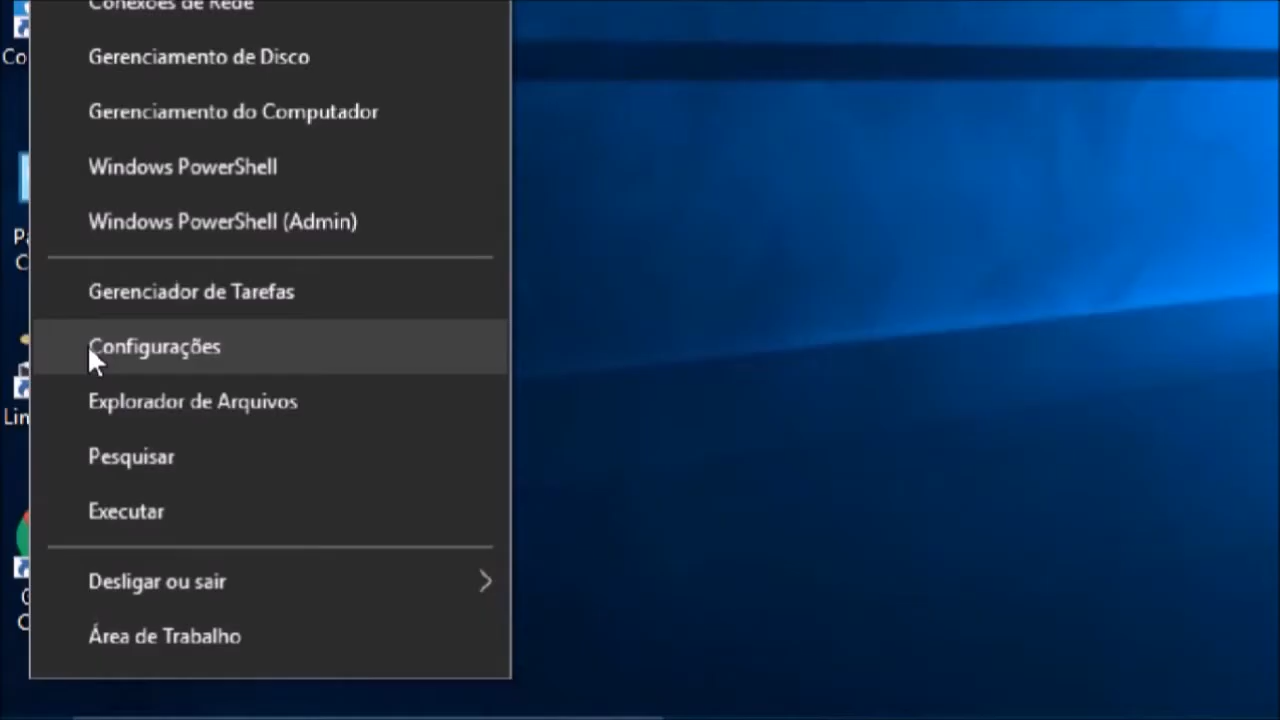 Conexões de Rede
Gerenciamento de Disco
Gerenciamento do Computador
Windows PowerShell
Windows PowerShell (Admin)
Gerenciador de Tarefas
Configurações
Explorador de Arquivos
Pesquisar
Executar
Desligar ou sair
Área de Trabalho